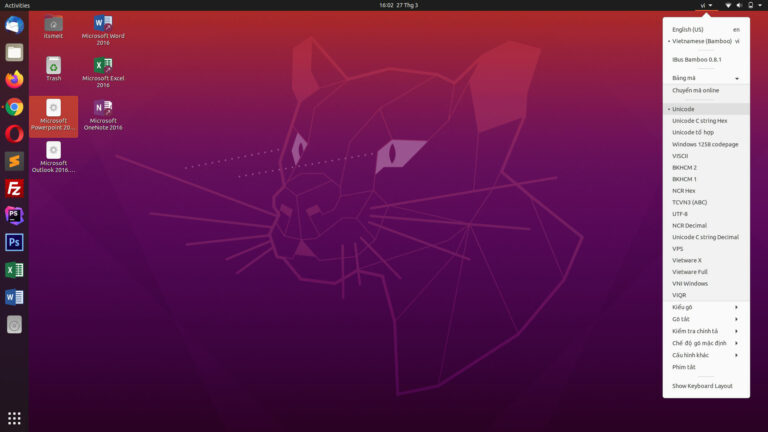 Activities
16:02 27 Thg 3
vi
itsmeit
Microsoft Word
2016
Trash
Microsoft Excel
2016
Microsoft
Powerpoint 20...
Microsoft
OneNote 2016
Microsoft
Outlook 2016....
English (US) en
• Vietnamese (Bamboo) vi
IBus Bamboo 0.8.1
Bảng mã
Chuyển mã online
• Unicode
Unicode C string Hex
Unicode tổ hợp
Windows 1258 codepage
VISCII
BKHCM 2
BKHCM 1
NCR Hex
TCVN3 (ABC)
UTF-8
NCR Decimal
Unicode C string Decimal
VPS
Vietware X
Vietware Full
VNI Windows
VIQR
Kiểu gõ
Gõ tắt
Kiểm tra chính tả
Chế độ gõ mặc định
Cấu hình khác
Phím tắt
Show Keyboard Layout
Fz
PS
Ps